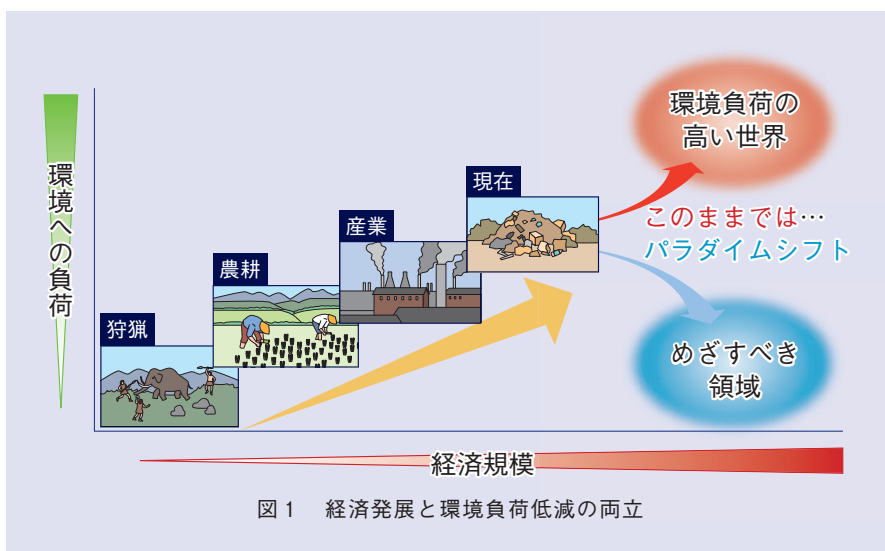 環境負荷の
高い世界
現在
このままでは…
パラダイムシフト
産業
農耕
狩猟
環境への負荷
めざすべき
領域
経済規模
図1 経済発展と環境負荷低減の両立